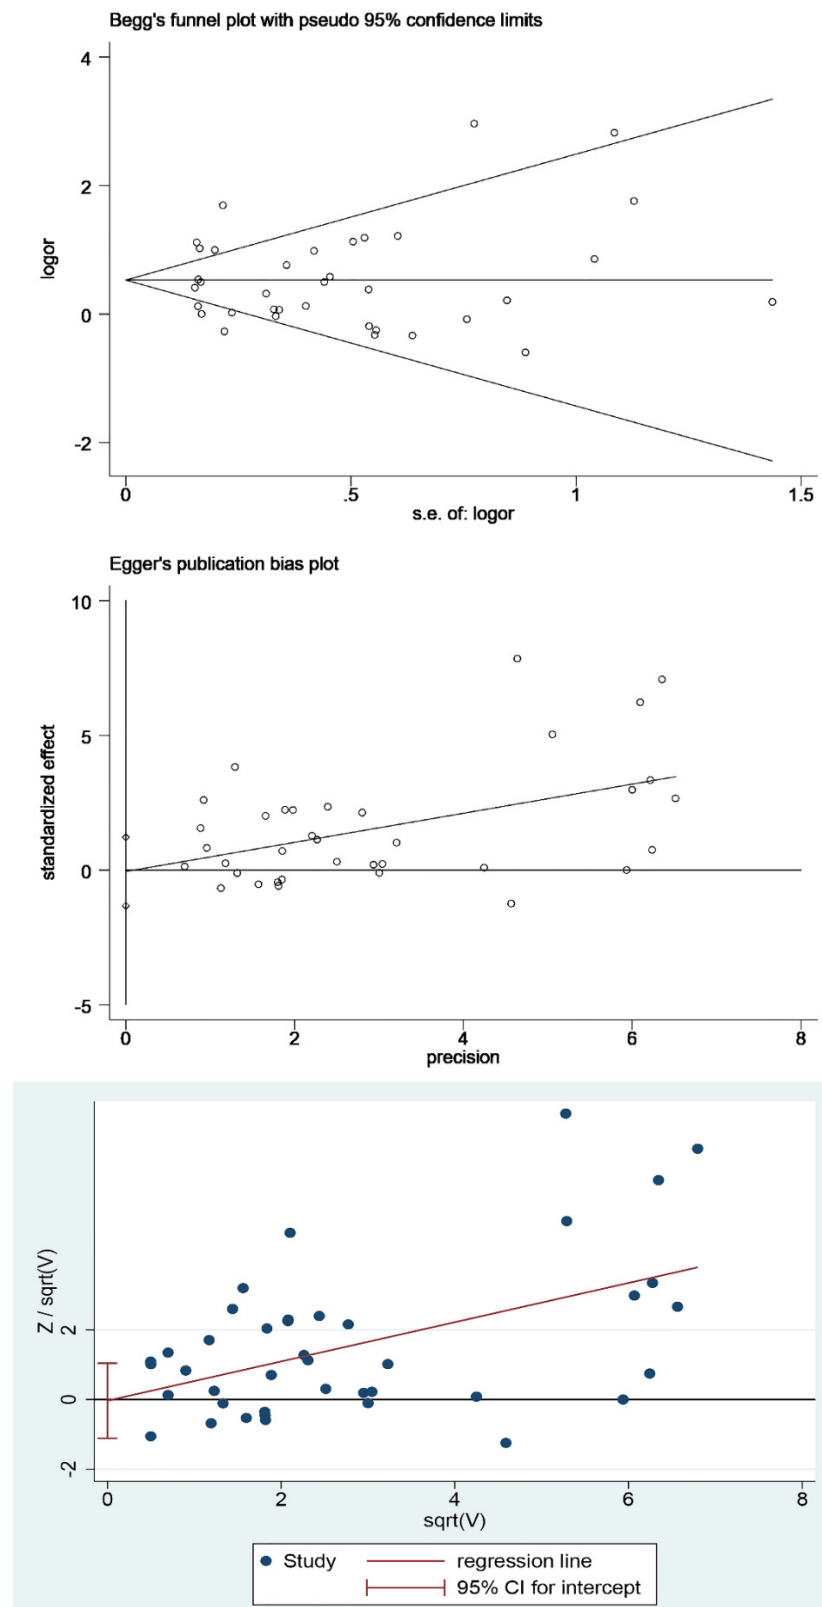 Begg's funnel plot with pseudo 95% confidence limits
4
2
0
-2
logor
0
.5
1
1.5
s.e. of: logor
Egger's publication bias plot
10
5
0
-5
standardized effect
0
2
4
6
8
precision
Z / sqrt(V)
2
0
-2
0
2
4
6
8
sqrt(V)
Study
regression line
95% CI for intercept